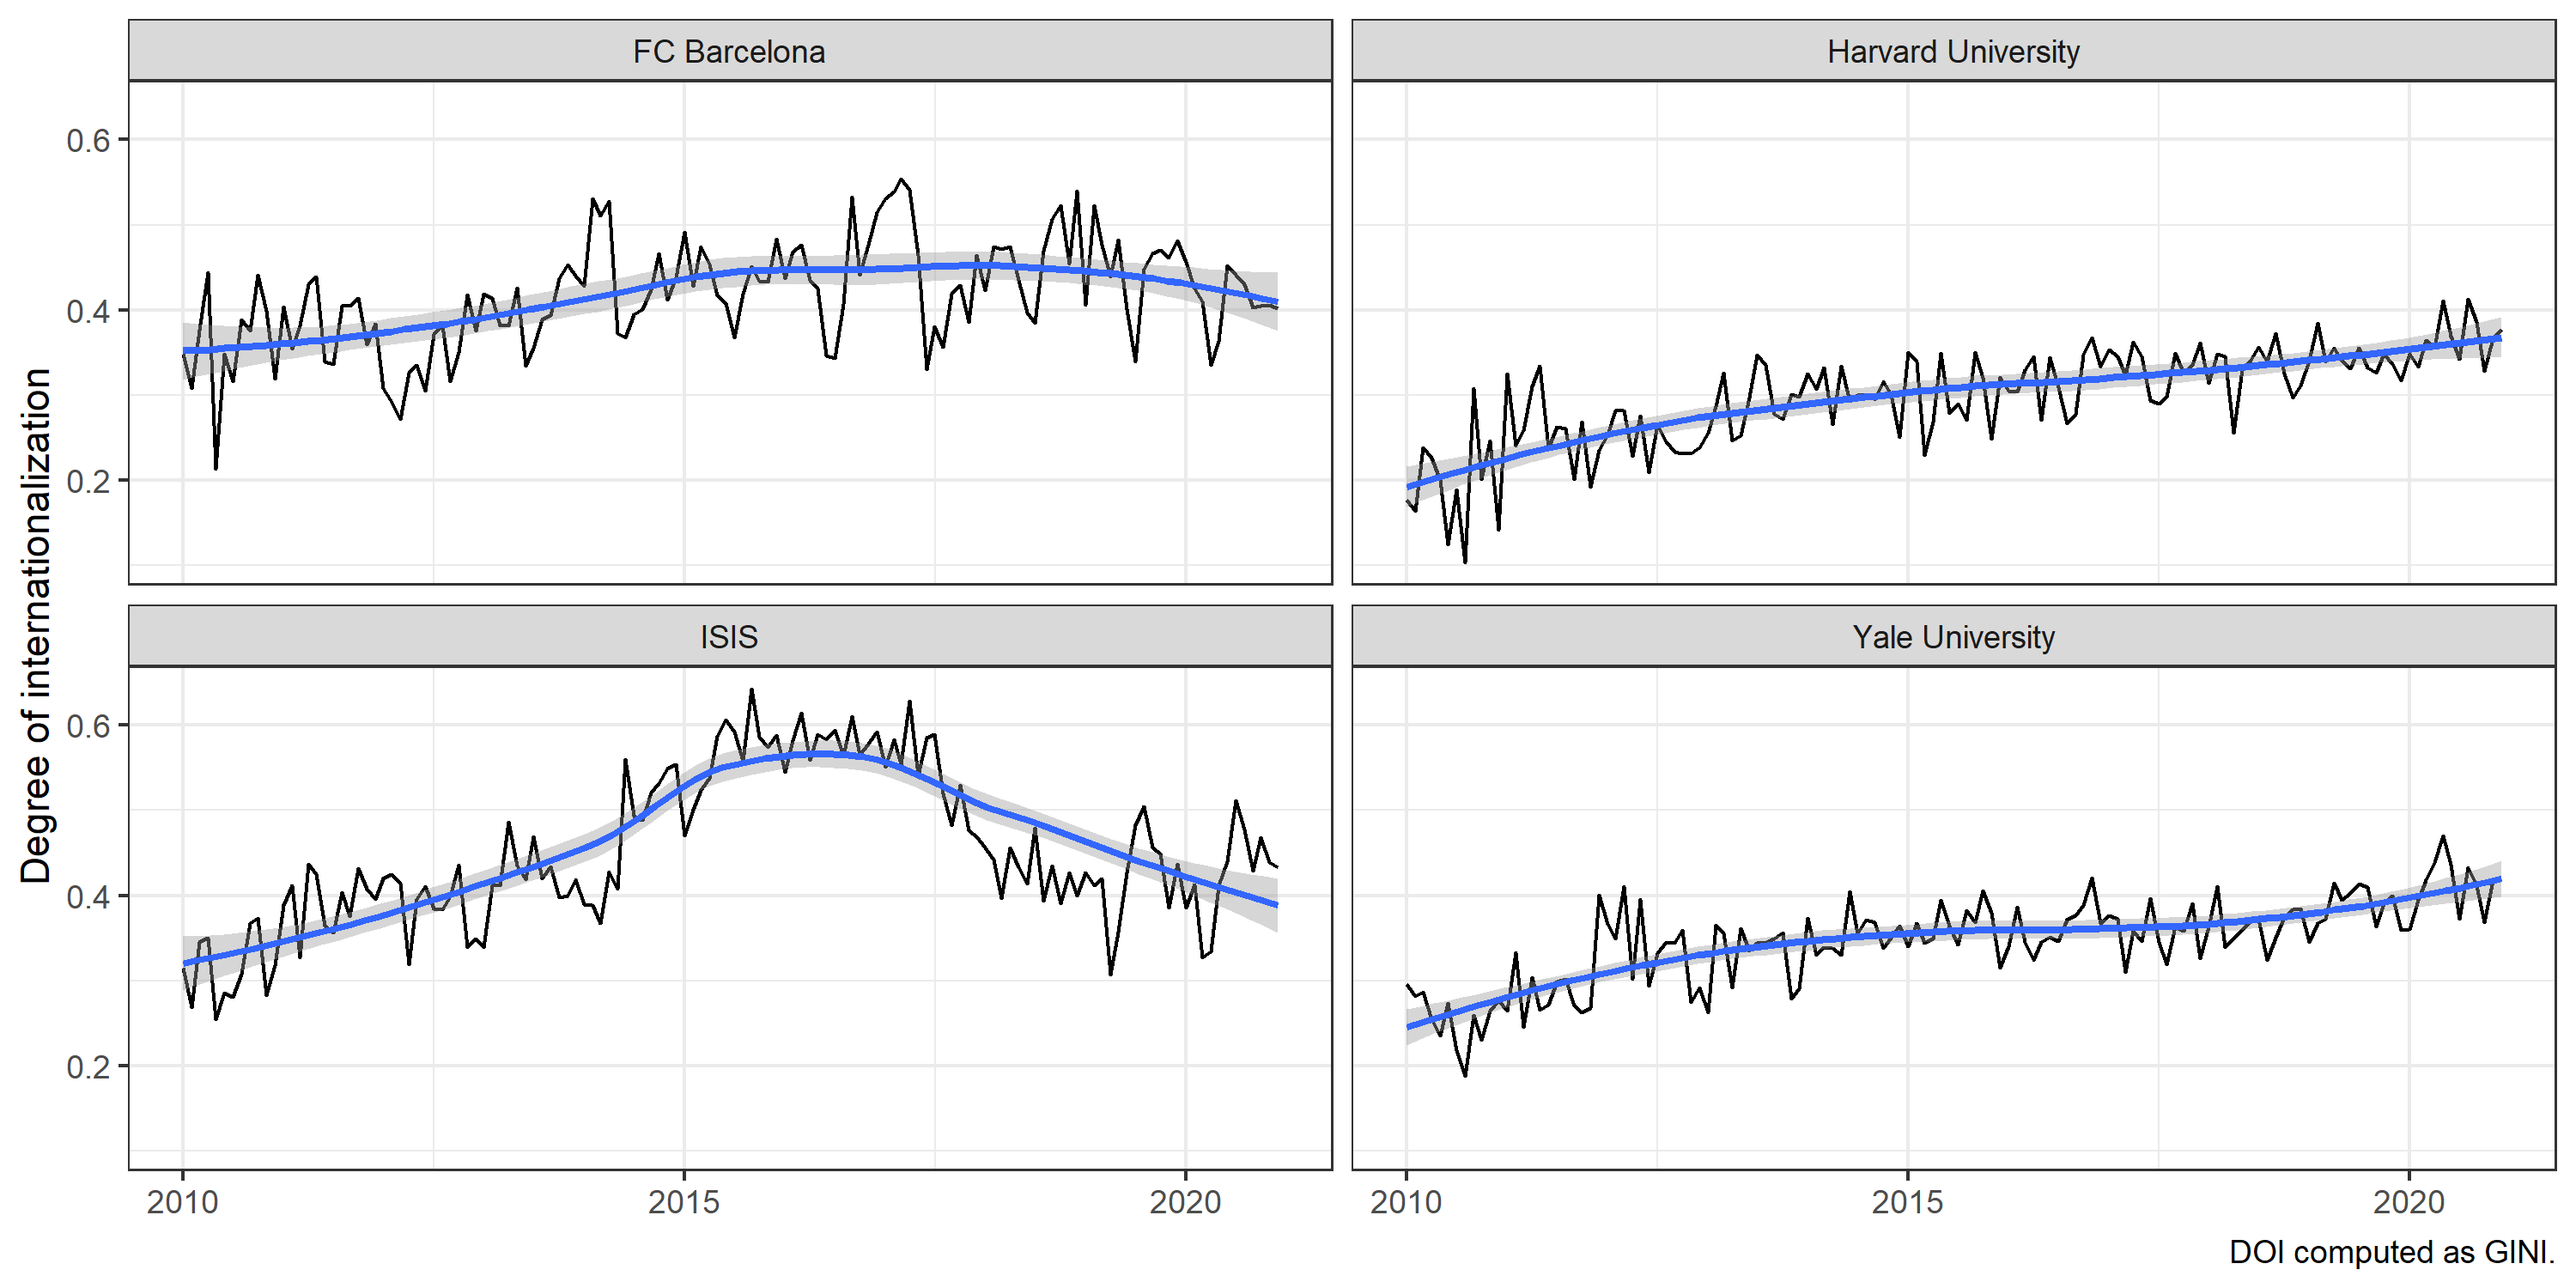 FC Barcelona
Harvard University
0.6
0.4
0.2
Degree of internationalization
ISIS
Yale University
0.6
0.4
0.2
2010
2015
2020
2010
2015
2020
DOI computed as GINI.